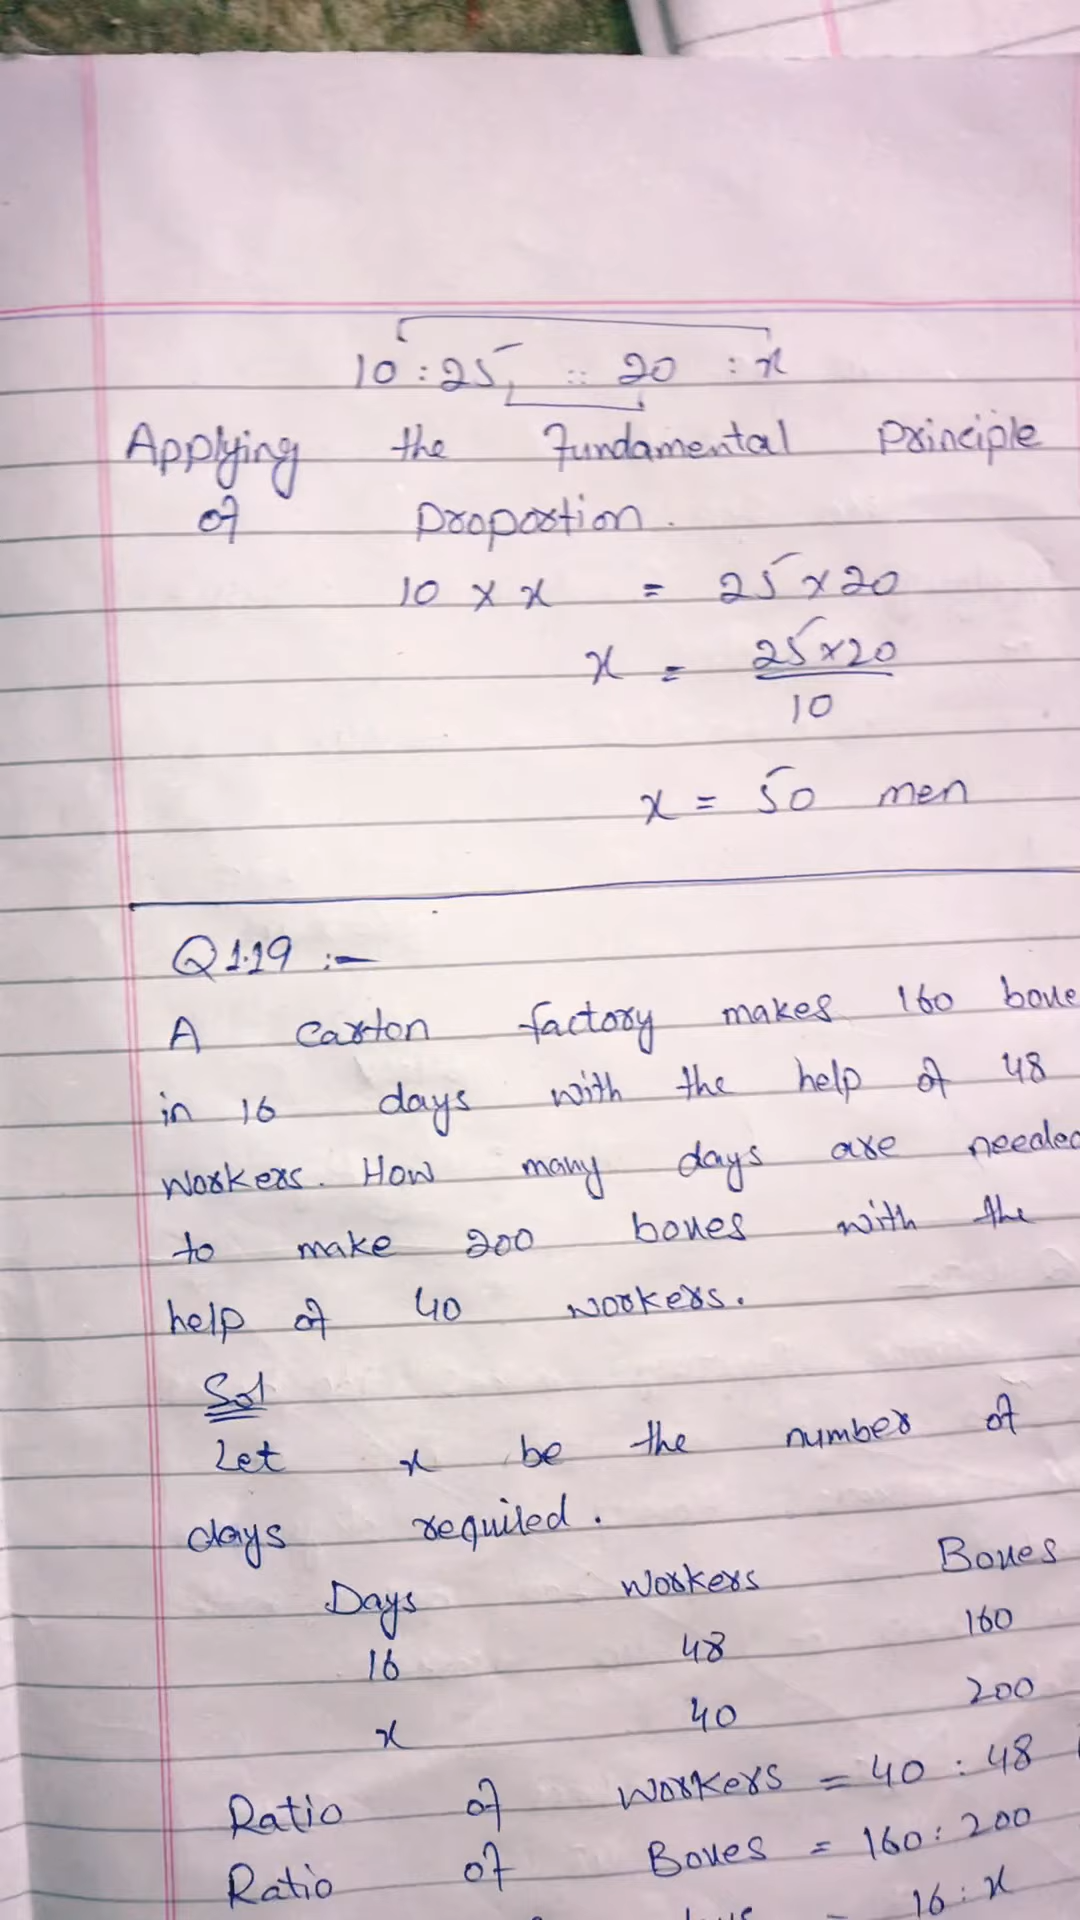 10 : 25 :: 20 : x
Applying the Fundamental Principle
of Proportion.
10 × x = 25 × 20
x = 25×20
10
x = 50 men
Q1.19 :-
A carton factory makes 160 boxe
in 16 days with the help of 48
workers. How many days are needed
to make 200 boxes with the
help of 40 workers.
Sol
Let x be the number of
days required.
Days Workers Boxes
16 48 160
x 40 200
Ratio of workers = 40 : 48
Ratio of Boxes = 160 : 200
16 : x